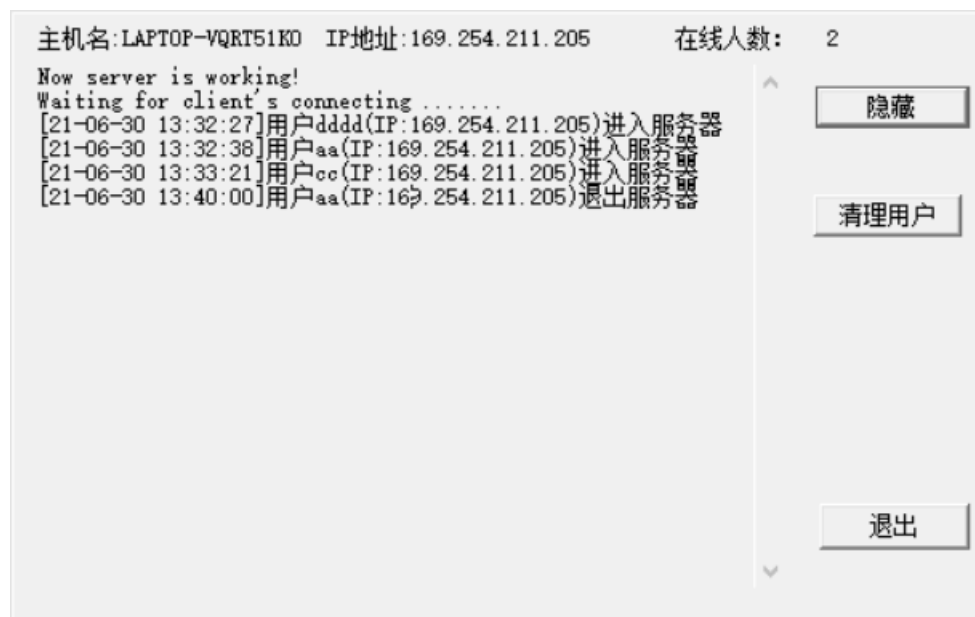 主机名:LAPTOP-VQRT51KO  IP地址:169.254.211.205  在线人数: 2
Now server is working!
Waiting for client's connecting .......
隐藏
[21-06-30 13:32:27]用户dddd(IP:169.254.211.205)进入服务器
[21-06-30 13:32:38]用户aa(IP:169.254.211.205)进入服务器
[21-06-30 13:33:21]用户cc(IP:169.254.211.205)进入服务器
[21-06-30 13:40:00]用户aa(IP:169.254.211.205)退出服务器
清理用户
退出